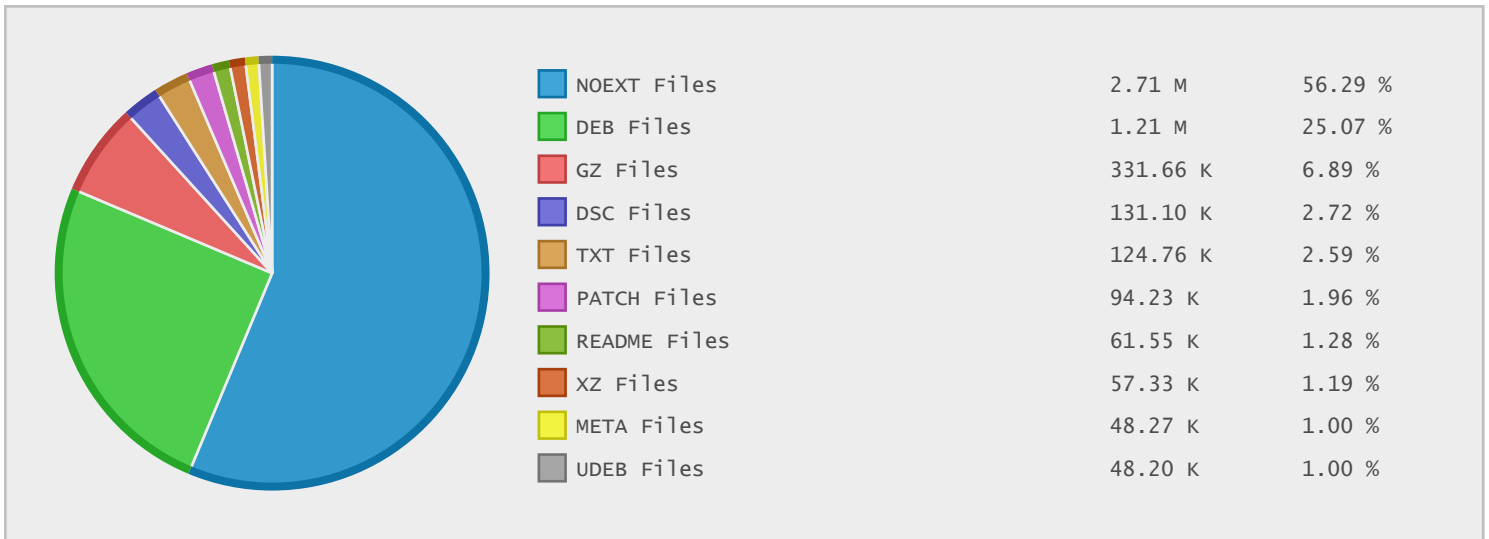 NOEXT Files 2.71 M 56.29 %
DEB Files 1.21 M 25.07 %
GZ Files 331.66 K 6.89 %
DSC Files 131.10 K 2.72 %
TXT Files 124.76 K 2.59 %
PATCH Files 94.23 K 1.96 %
README Files 61.55 K 1.28 %
XZ Files 57.33 K 1.19 %
META Files 48.27 K 1.00 %
UDEB Files 48.20 K 1.00 %